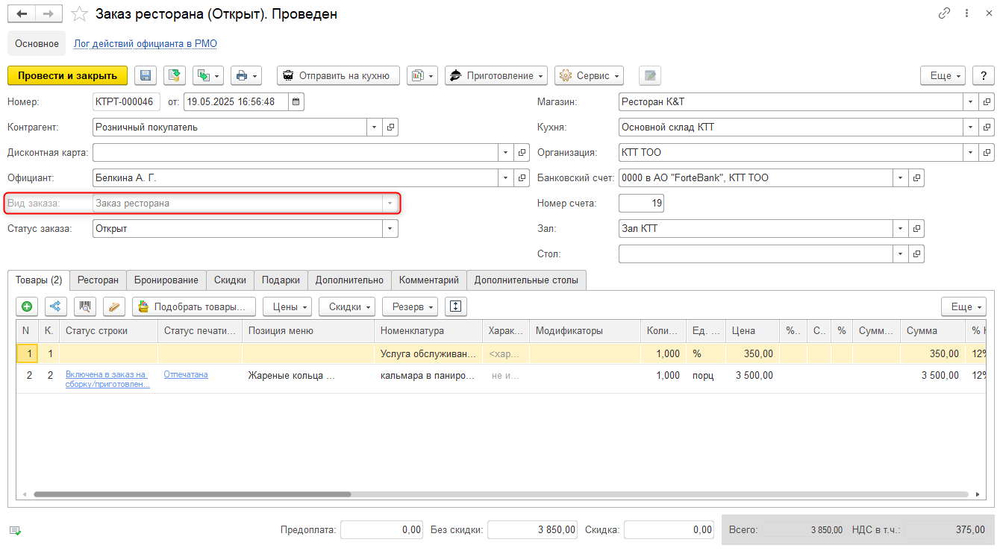 Заказ ресторана (Открыт). Проведен
Основное Лог действий официанта в РМО
Провести и закрыть Отправить на кухню Приготовление Сервис Еще ?
Номер: КТРТ-000046 от: 19.05.2025 16:56:48 Магазин: Ресторан K&T
Контрагент: Розничный покупатель Кухня: Основной склад КТТ
Дисконтная карта: Организация: КТТ ТОО
Официант: Белкина А. Г. Банковский счет: 0000 в АО "ForteBank", КТТ ТОО
Вид заказа: Заказ ресторана Номер счета: 19
Статус заказа: Открыт Зал: Зал КТТ
Стол:
Товары (2) Ресторан Бронирование Скидки Подарки Дополнительно Комментарий Дополнительные столы
Подобрать товары... Цены Скидки Резерв Еще
N К. Статус строки Статус печати... Позиция меню Номенклатура Харак... Модификаторы Коли... Ед. ... Цена %.. С.. % Сумм... Сумма %
1 1 Услуга обслуживан... <хар... 1,000 % 350,00 350,00 12%
2 2 Включена в заказ на Отпечатана Жареные кольца ... кальмара в паниро... не и... 1,000 порц 3 500,00 3 500,00 12%
сборку/приготовлен...
Предоплата: 0,00 Без скидки: 3 850,00 Скидка: 0,00 Всего: 3 850,00 НДС в т.ч.: 375,00